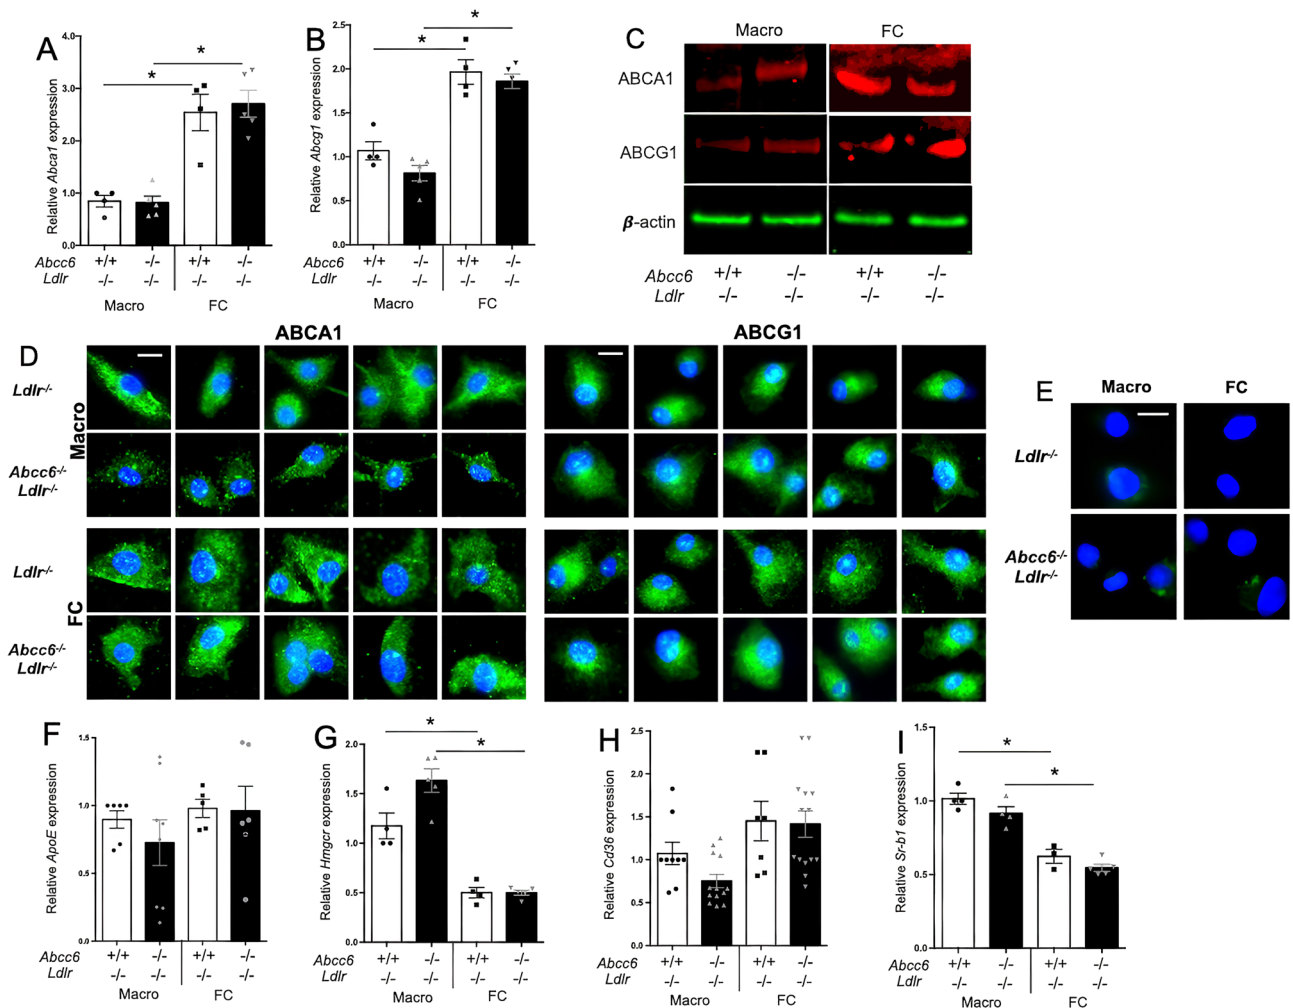 A
Relative Abca1 expression
4.0
3.0
2.0
1.0
0.0
*
*
Abcc6 +/+ -/- +/+ -/-
Ldlr -/- -/- -/- -/-
Macro FC
B
Relative Abcg1 expression
2.5
2.0
1.5
1.0
0.5
0
*
*
Abcc6 +/+ -/- +/+ -/-
Ldlr -/- -/- -/- -/-
Macro FC
C
Macro FC
ABCA1
ABCG1
β-actin
Abcc6 +/+ -/- +/+ -/-
Ldlr -/- -/- -/- -/-
D
ABCA1 ABCG1
Macro
Ldlr-/-
Abcc6-/-
Ldlr-/-
FC
Ldlr-/-
Abcc6-/-
Ldlr-/-
E
Macro FC
Ldlr-/-
Abcc6-/-
Ldlr-/-
F
Relative ApoE expression
1.5
1.0
0.5
0.0
Abcc6 +/+ -/- +/+ -/-
Ldlr -/- -/- -/- -/-
Macro FC
G
Relative Hmgcr expression
2.0
1.5
1.0
0.5
0.0
*
*
Abcc6 +/+ -/- +/+ -/-
Ldlr -/- -/- -/- -/-
Macro FC
H
Relative Cd36 expression
2.5
2.0
1.5
1.0
0.5
0.0
Abcc6 +/+ -/- +/+ -/-
Ldlr -/- -/- -/- -/-
Macro FC
I
Relative Sr-b1 expression
1.5
1.0
0.5
0.0
*
*
Abcc6 +/+ -/- +/+ -/-
Ldlr -/- -/- -/- -/-
Macro FC